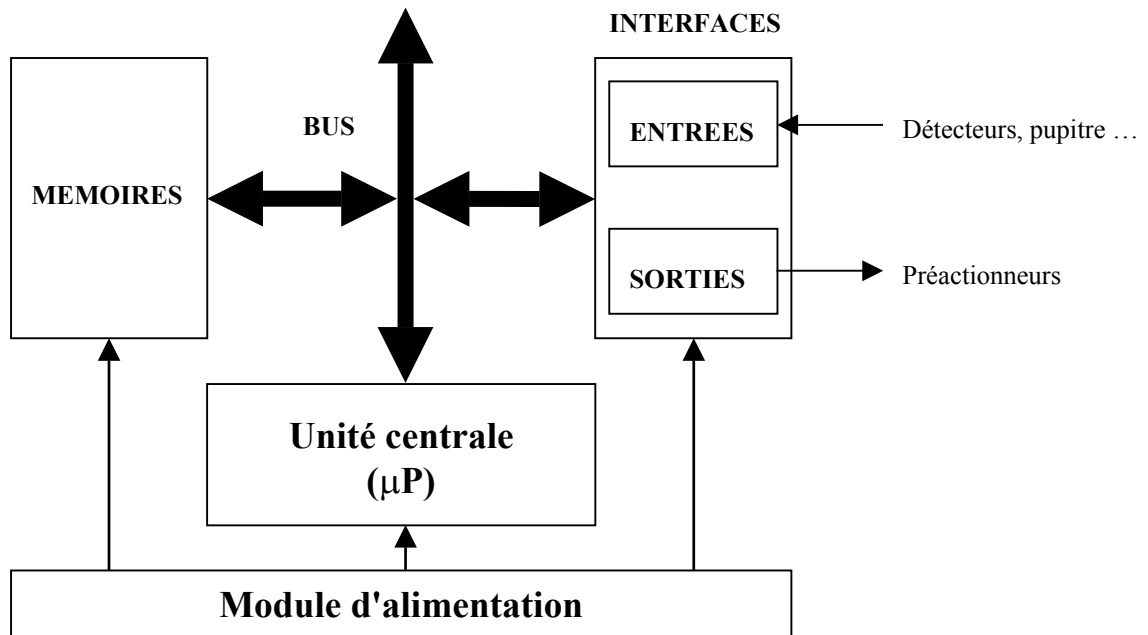 INTERFACES
BUS
MEMOIRES
ENTREES
Détecteurs, pupitre …
SORTIES
Préactionneurs
Unité centrale
(µP)
Module d'alimentation